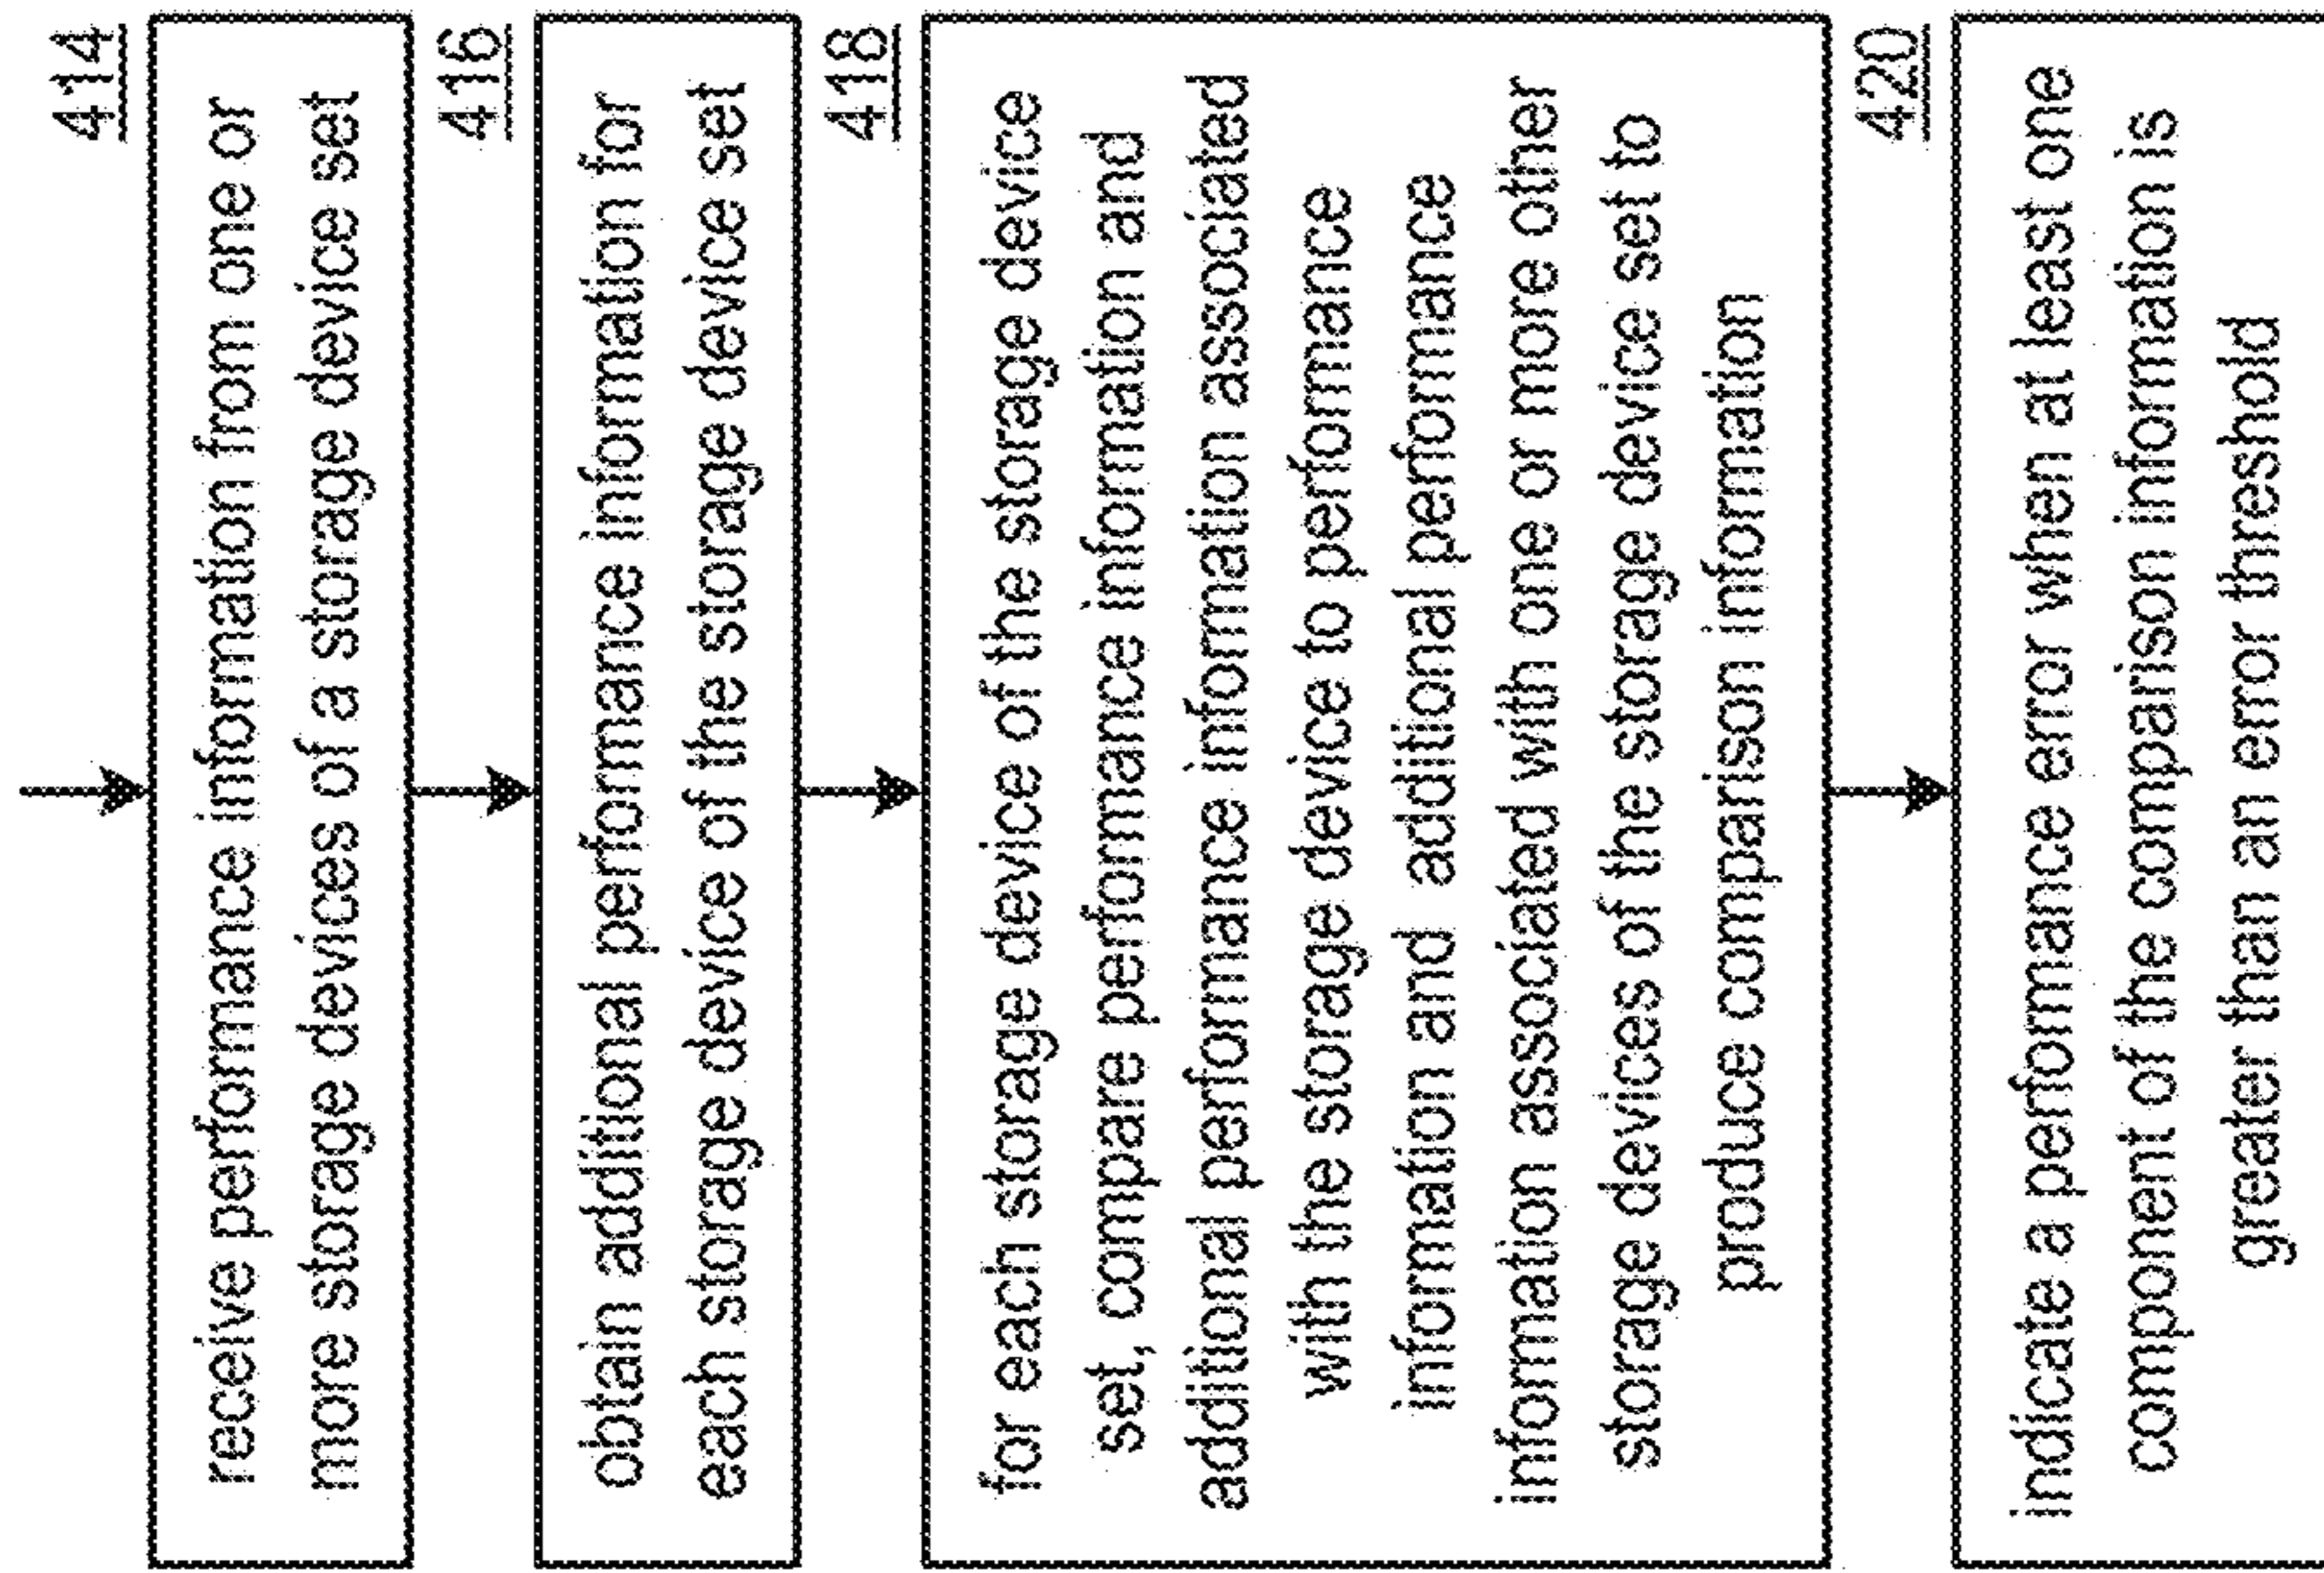 414
receive performance information from one or
more storage devices of a storage device set
416
obtain additional performance information for
each storage device of the storage device set
418
for each storage device of the storage device
set, compare performance information and
additional performance information associated
with the storage device to performance
information and additional performance
information associated with one or more other
storage devices of the storage device set to
produce comparison information
420
indicate a performance error when at least one
component of the comparison information is
greater than an error threshold